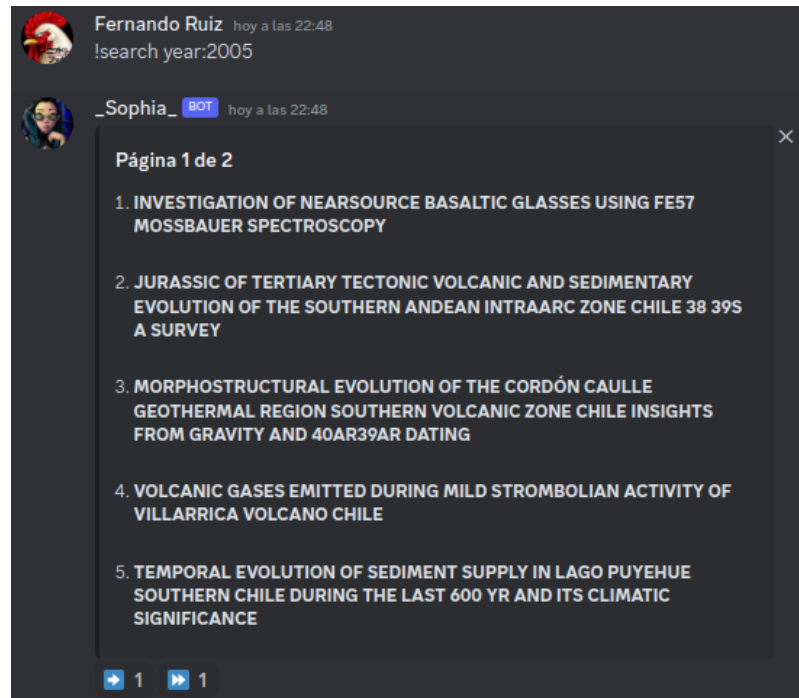 Fernando Ruiz hoy a las 22:48
!search year:2005
_Sophia_ BOT hoy a las 22:48
Página 1 de 2
1. INVESTIGATION OF NEARSOURCE BASALTIC GLASSES USING FE57
MOSSBAUER SPECTROSCOPY
2. JURASSIC OF TERTIARY TECTONIC VOLCANIC AND SEDIMENTARY
EVOLUTION OF THE SOUTHERN ANDEAN INTRAARC ZONE CHILE 38 39S
A SURVEY
3. MORPHOSTRUCTURAL EVOLUTION OF THE CORDÓN CAULLE
GEOTHERMAL REGION SOUTHERN VOLCANIC ZONE CHILE INSIGHTS
FROM GRAVITY AND 40AR39AR DATING
4. VOLCANIC GASES EMITTED DURING MILD STROMBOLIAN ACTIVITY OF
VILLARRICA VOLCANO CHILE
5. TEMPORAL EVOLUTION OF SEDIMENT SUPPLY IN LAGO PUYEHUE
SOUTHERN CHILE DURING THE LAST 600 YR AND ITS CLIMATIC
SIGNIFICANCE
1 1